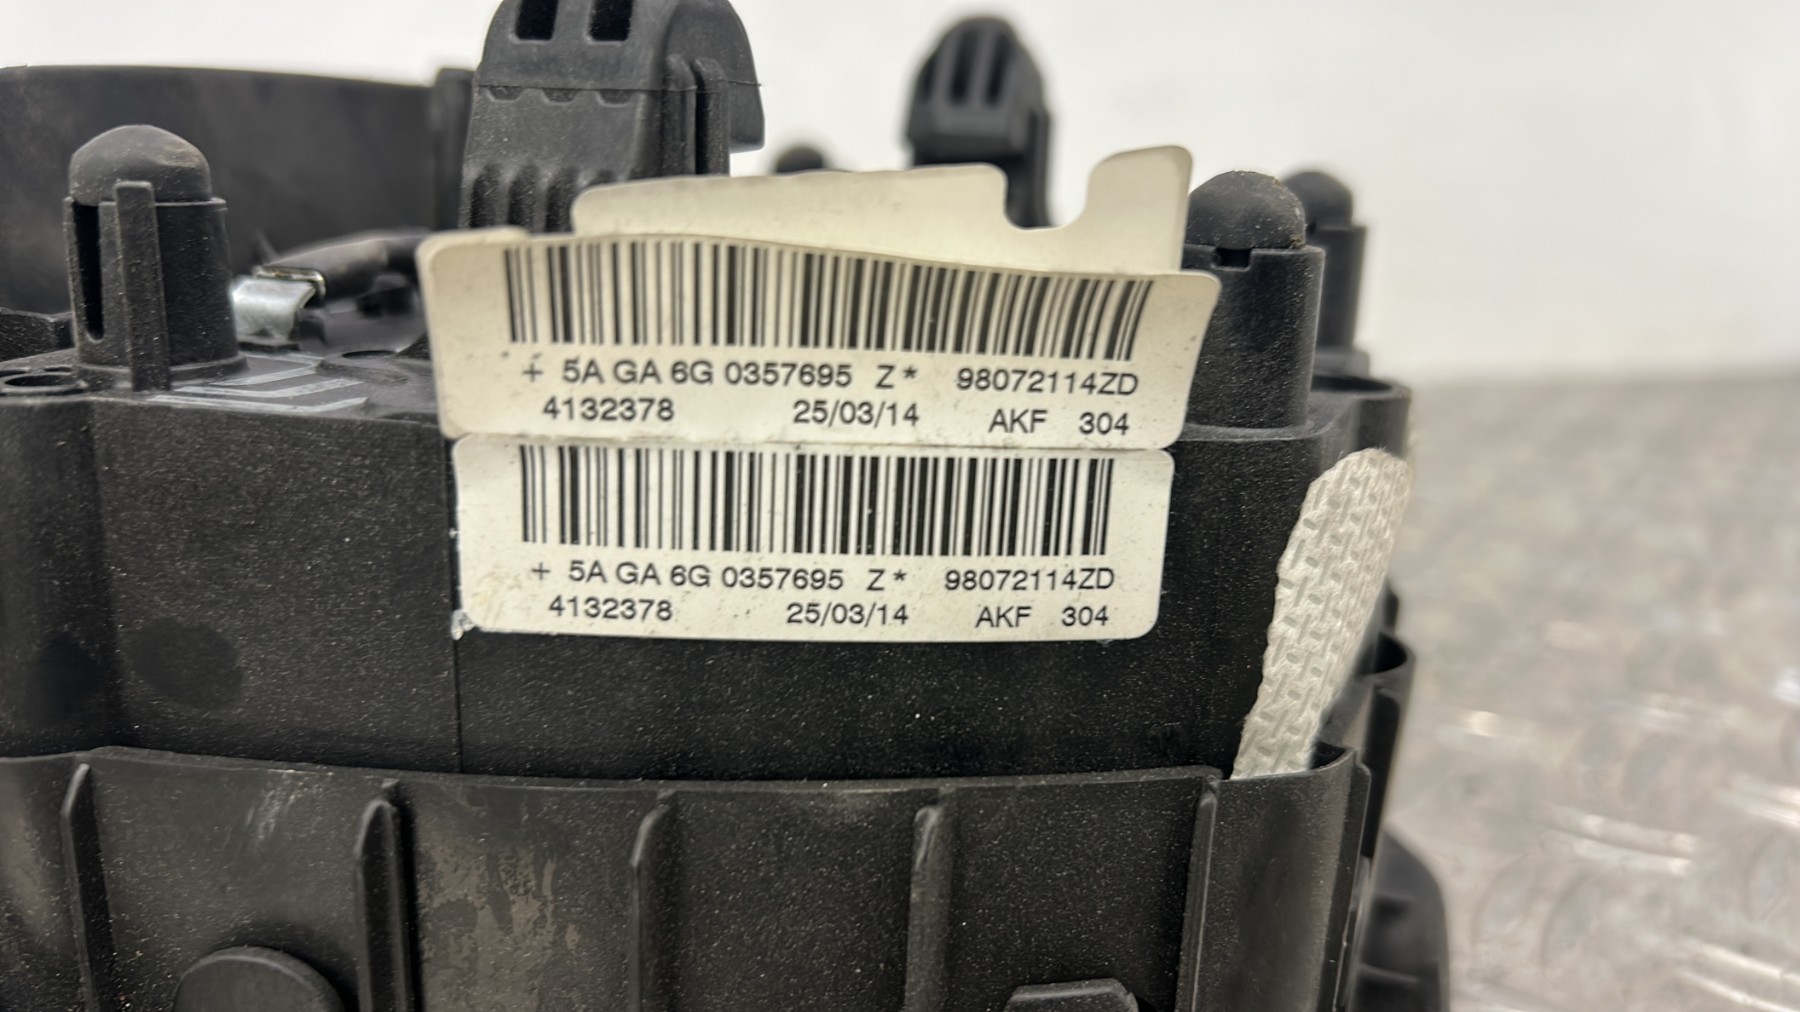 + 5A GA 6G 0357695 Z* 98072114ZD
4132378 25/03/14 AKF 304
+ 5A GA 6G 0357695 Z* 98072114ZD
4132378 25/03/14 AKF 304